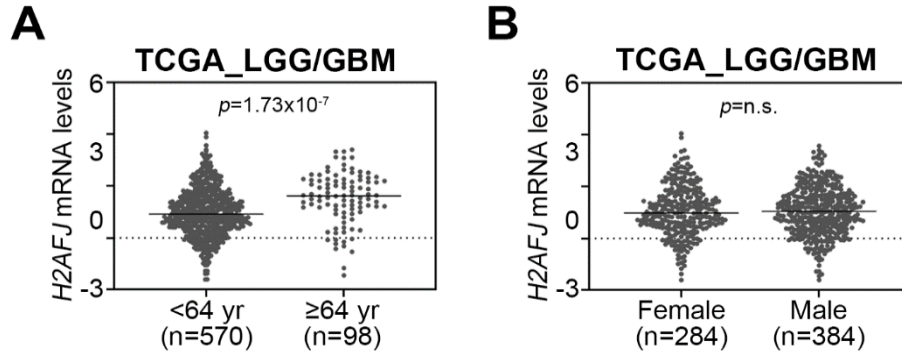 A
TCGA_LGG/GBM
p=1.73x10⁻⁷
H2AFJ mRNA levels
6
3
0
-3
<64 yr
(n=570)
≥64 yr
(n=98)
B
TCGA_LGG/GBM
p=n.s.
H2AFJ mRNA levels
6
3
0
-3
Female
(n=284)
Male
(n=384)